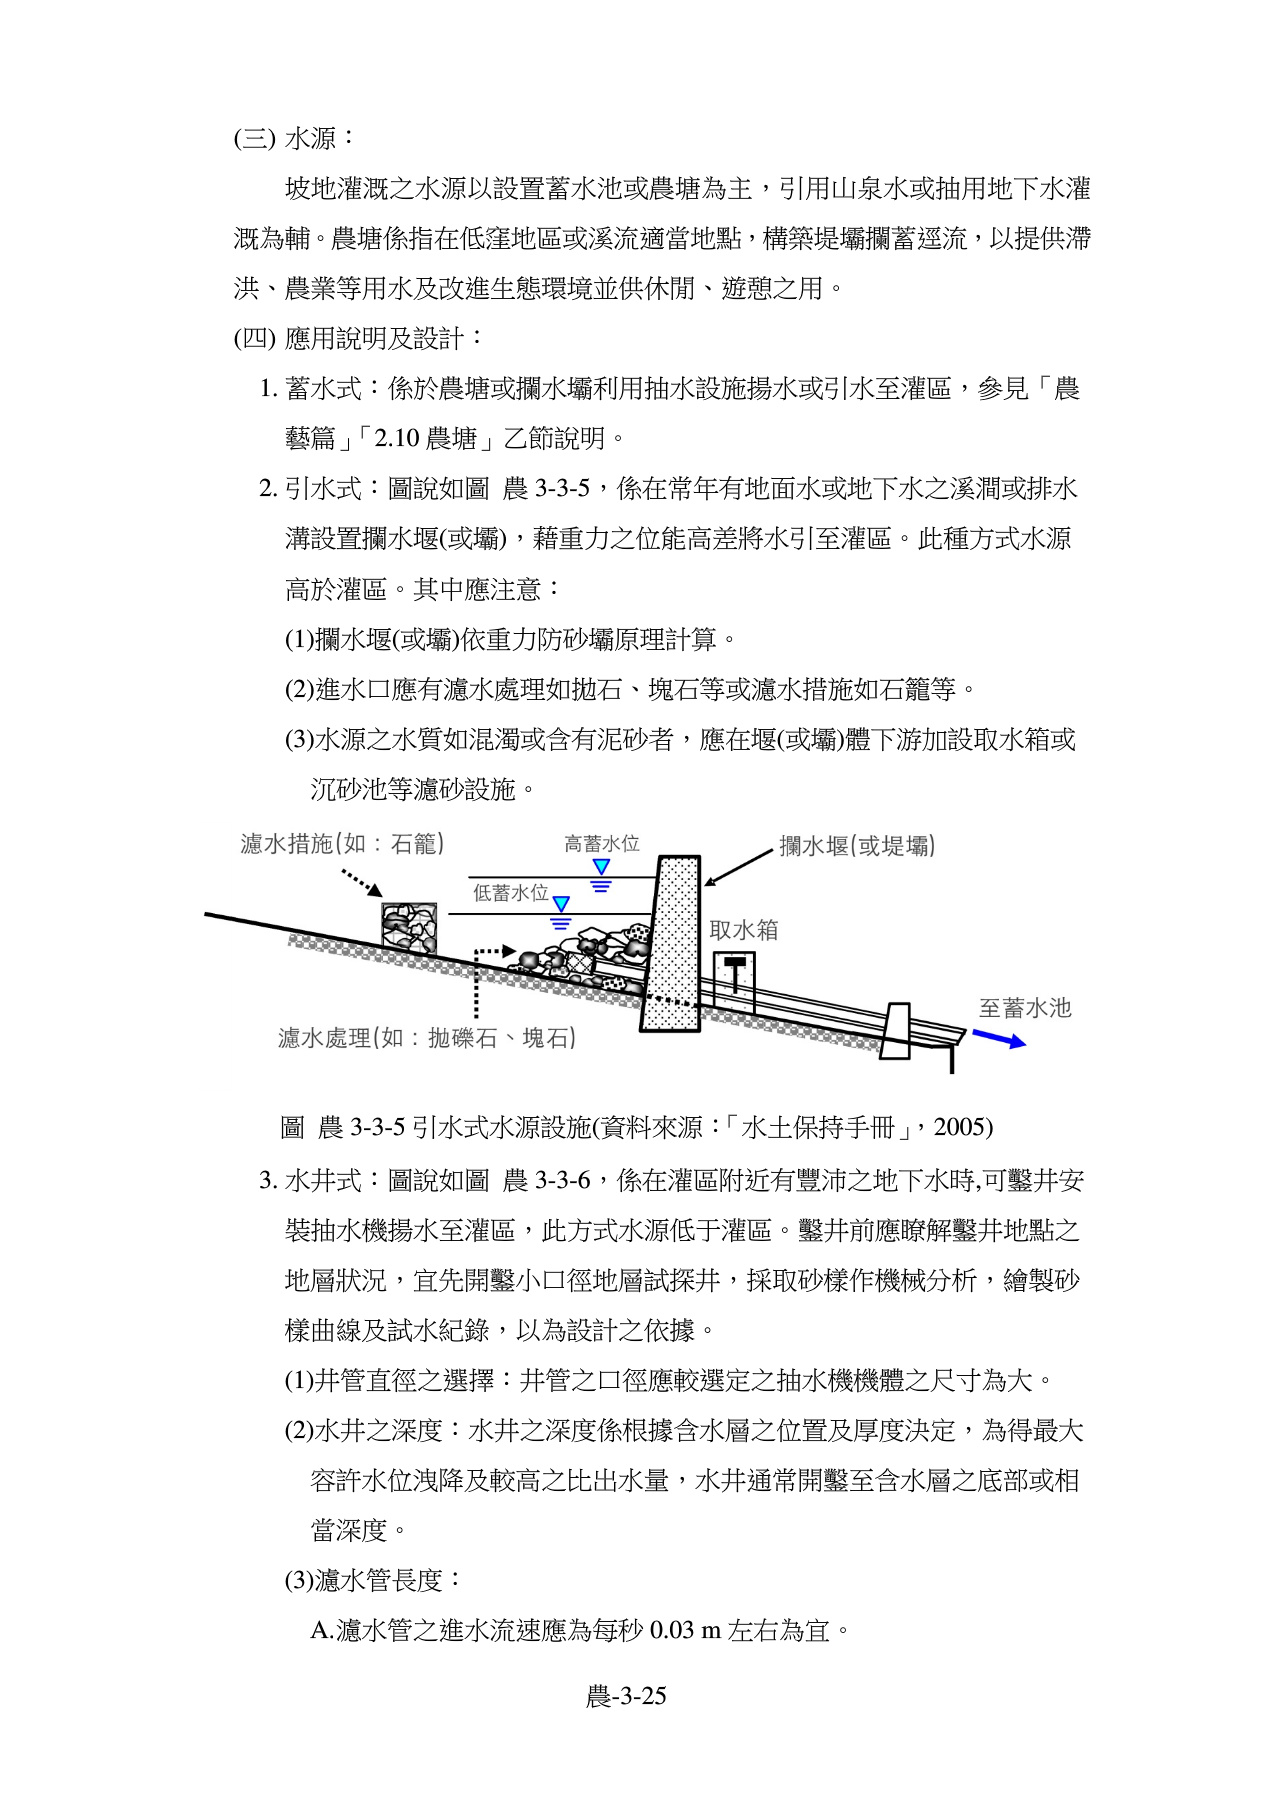 (三) 水源：
坡地灌溉之水源以設置蓄水池或農塘為主，引用山泉水或抽用地下水灌
溉為輔。農塘係指在低窪地區或溪流適當地點，構築堤壩攔蓄逕流，以提供滯
洪、農業等用水及改進生態環境並供休閒、遊憩之用。
(四) 應用說明及設計：
1. 蓄水式：係於農塘或攔水壩利用抽水設施揚水或引水至灌區，參見「農
藝篇」「2.10 農塘」乙節說明。
2. 引水式：圖說如圖 農 3-3-5，係在常年有地面水或地下水之溪澗或排水
溝設置攔水堰(或壩)，藉重力之位能高差將水引至灌區。此種方式水源
高於灌區。其中應注意：
(1)攔水堰(或壩)依重力防砂壩原理計算。
(2)進水口應有濾水處理如拋石、塊石等或濾水措施如石籠等。
(3)水源之水質如混濁或含有泥砂者，應在堰(或壩)體下游加設取水箱或
沉砂池等濾砂設施。
濾水措施(如：石籠)
高蓄水位
攔水堰(或堤壩)
低蓄水位
取水箱
至蓄水池
濾水處理(如：拋礫石、塊石)
圖 農 3-3-5 引水式水源設施(資料來源：「水土保持手冊」，2005)
3. 水井式：圖說如圖 農 3-3-6，係在灌區附近有豐沛之地下水時,可鑿井安
裝抽水機揚水至灌區，此方式水源低于灌區。鑿井前應瞭解鑿井地點之
地層狀況，宜先開鑿小口徑地層試探井，採取砂樣作機械分析，繪製砂
樣曲線及試水紀錄，以為設計之依據。
(1)井管直徑之選擇：井管之口徑應較選定之抽水機機體之尺寸為大。
(2)水井之深度：水井之深度係根據含水層之位置及厚度決定，為得最大
容許水位洩降及較高之比出水量，水井通常開鑿至含水層之底部或相
當深度。
(3)濾水管長度：
A.濾水管之進水流速應為每秒 0.03 m 左右為宜。
農-3-25